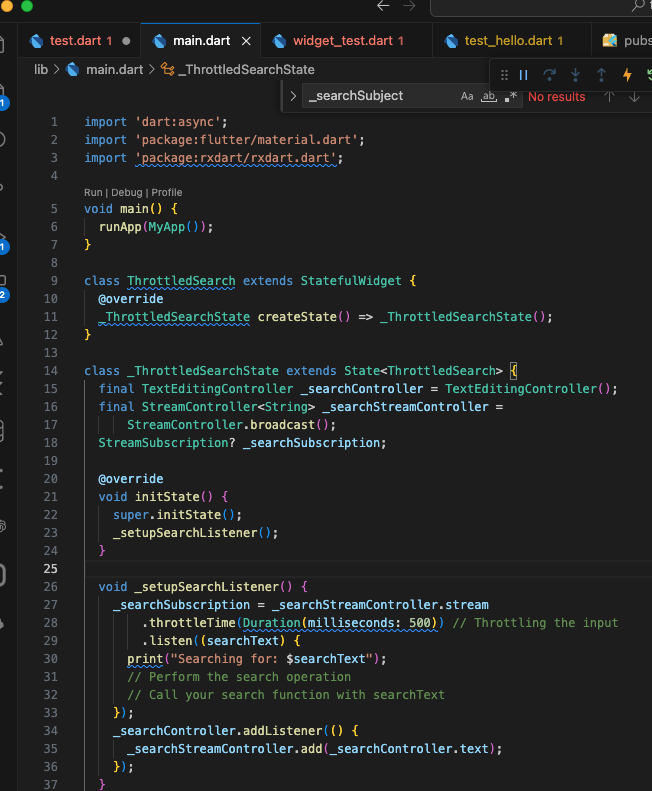 test.dart 1
main.dart
widget_test.dart 1
test_hello.dart 1
pubs
lib > main.dart > _ThrottledSearchState
_searchSubject
Aa ab .*
No results
1 import 'dart:async';
2 import 'package:flutter/material.dart';
3 import 'package:rxdart/rxdart.dart';
4
Run | Debug | Profile
5 void main() {
6 runApp(MyApp());
7 }
8
9 class ThrottledSearch extends StatefulWidget {
10 @override
11 _ThrottledSearchState createState() => _ThrottledSearchState();
12 }
13
14 class _ThrottledSearchState extends State<ThrottledSearch> {
15 final TextEditingController _searchController = TextEditingController();
16 final StreamController<String> _searchStreamController =
17 StreamController.broadcast();
18 StreamSubscription? _searchSubscription;
19
20 @override
21 void initState() {
22 super.initState();
23 _setupSearchListener();
24 }
25
26 void _setupSearchListener() {
27 _searchSubscription = _searchStreamController.stream
28 .throttleTime(Duration(milliseconds: 500)) // Throttling the input
29 .listen((searchText) {
30 print("Searching for: $searchText");
31 // Perform the search operation
32 // Call your search function with searchText
33 });
34 _searchController.addListener(() {
35 _searchStreamController.add(_searchController.text);
36 });
37 }
1
1
2